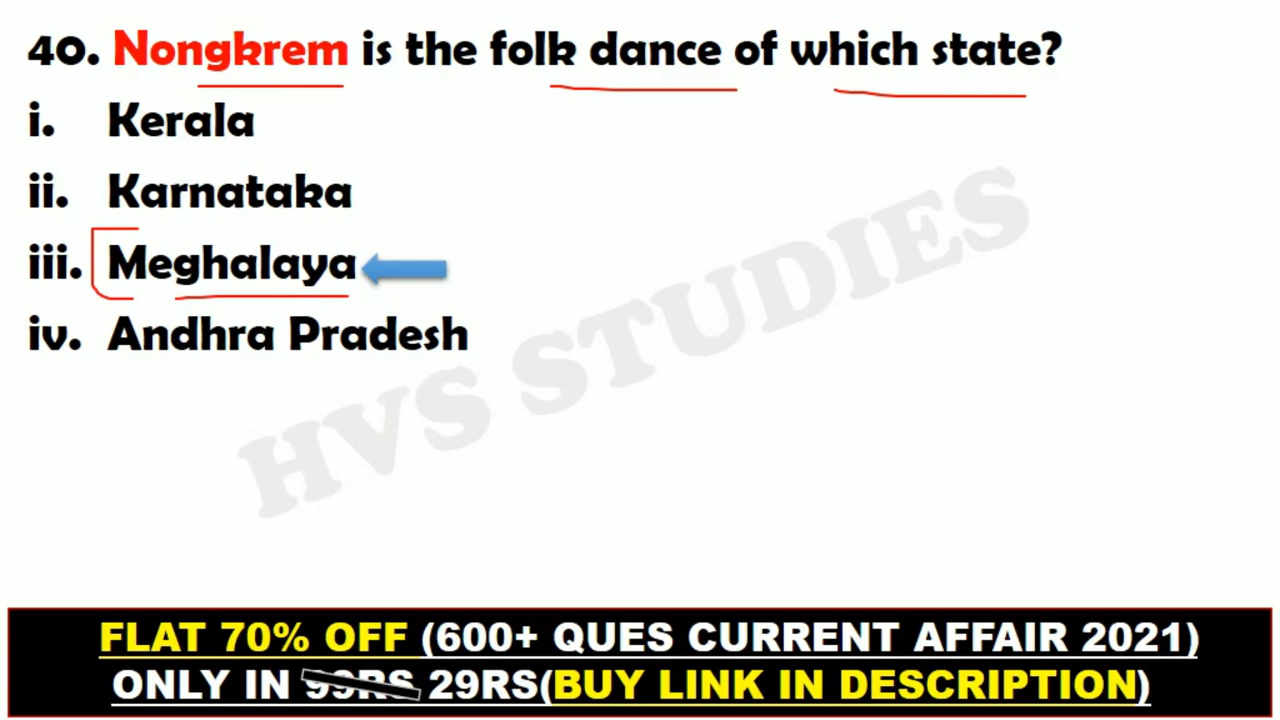 40. Nongkrem is the folk dance of which state?
i. Kerala
ii. Karnataka
iii. Meghalaya
iv. Andhra Pradesh
HVS STUDIES
FLAT 70% OFF (600+ QUES CURRENT AFFAIR 2021)
ONLY IN 99RS 29RS(BUY LINK IN DESCRIPTION)